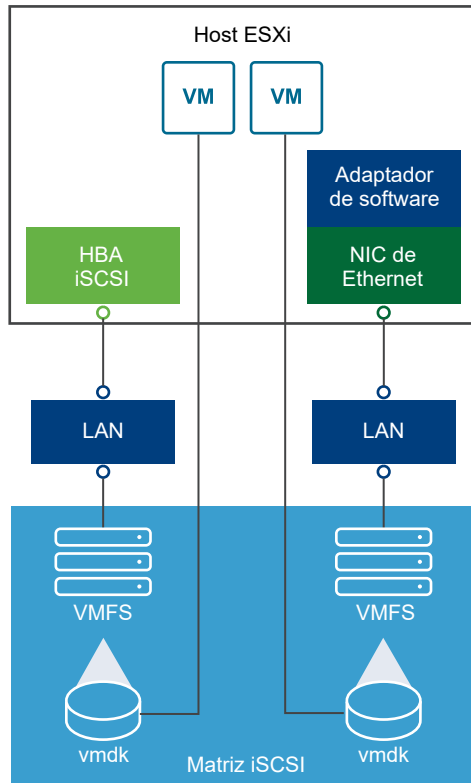 Host ESXi
VM
VM
Adaptador
de software
HBA
iSCSI
NIC de
Ethernet
LAN
LAN
VMFS
VMFS
vmdk
vmdk
Matriz iSCSI